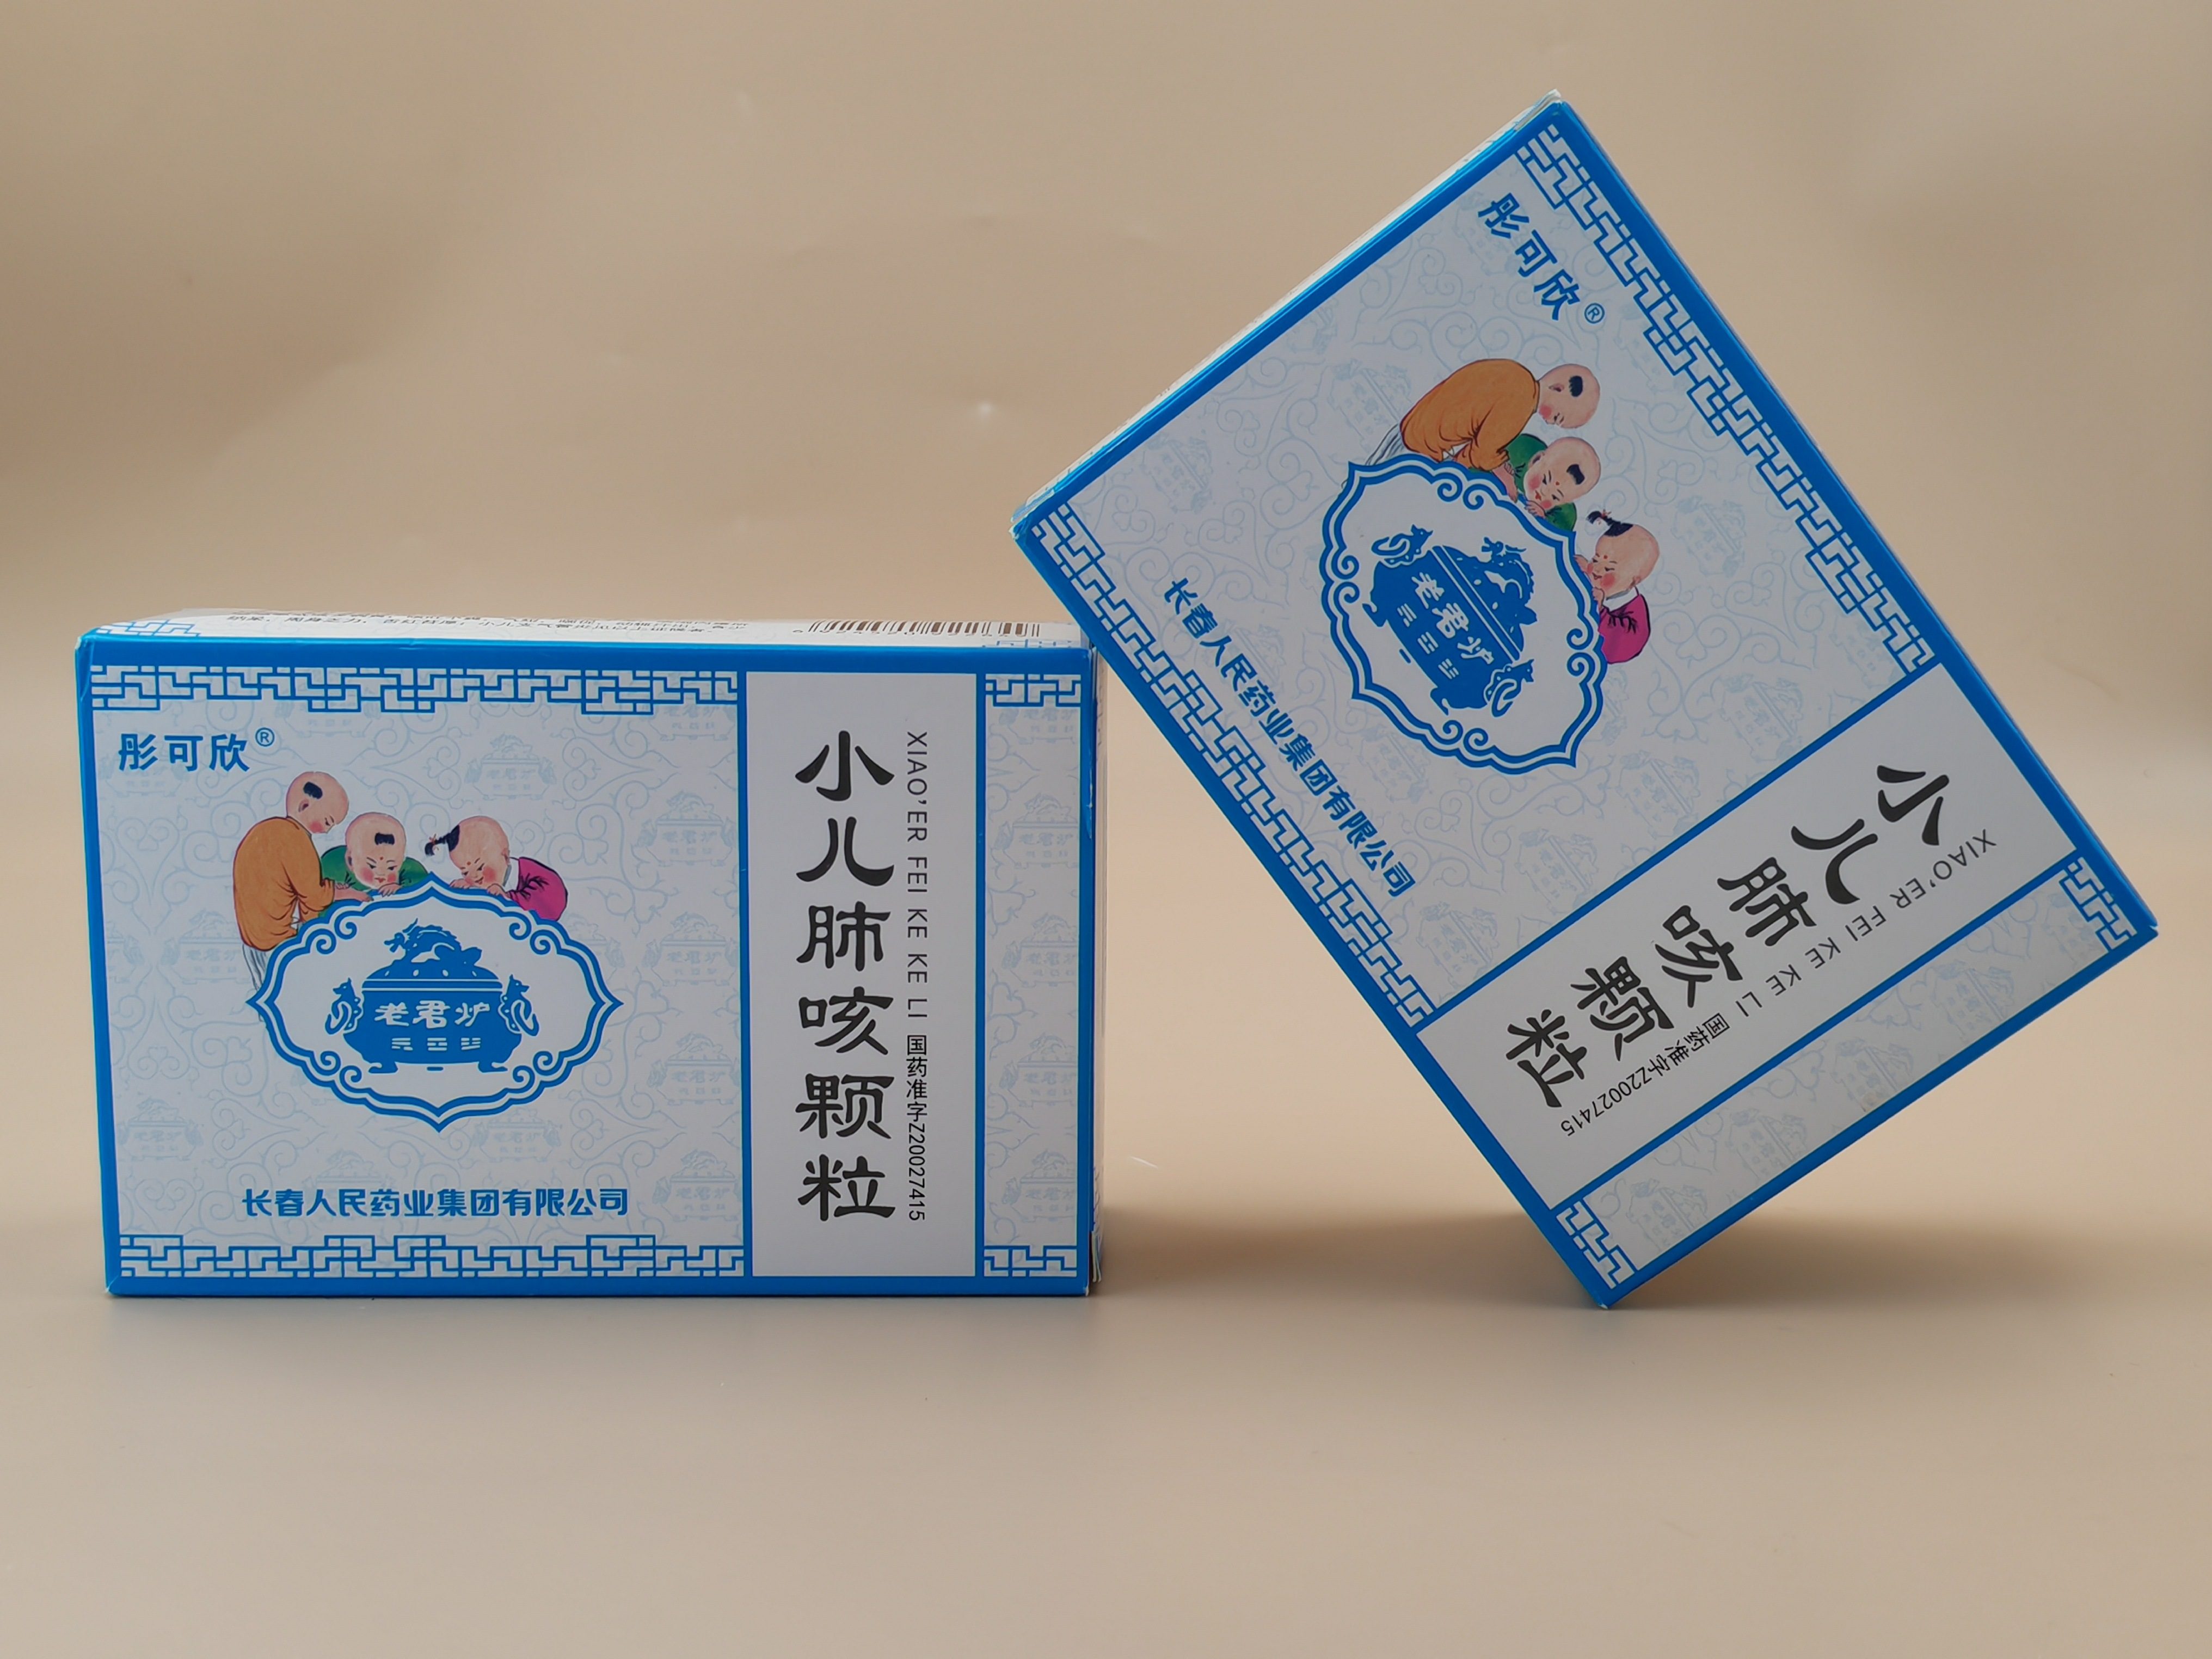 彤可欣®
老君炉
长春人民药业集团有限公司
小儿肺咳颗粒
XIAO'ER FEI KE KE LI 国药准字Z20027415
彤可欣®
老君炉
长春人民药业集团有限公司
小儿肺咳颗粒
XIAO'ER FEI KE KE LI 国药准字Z20027415